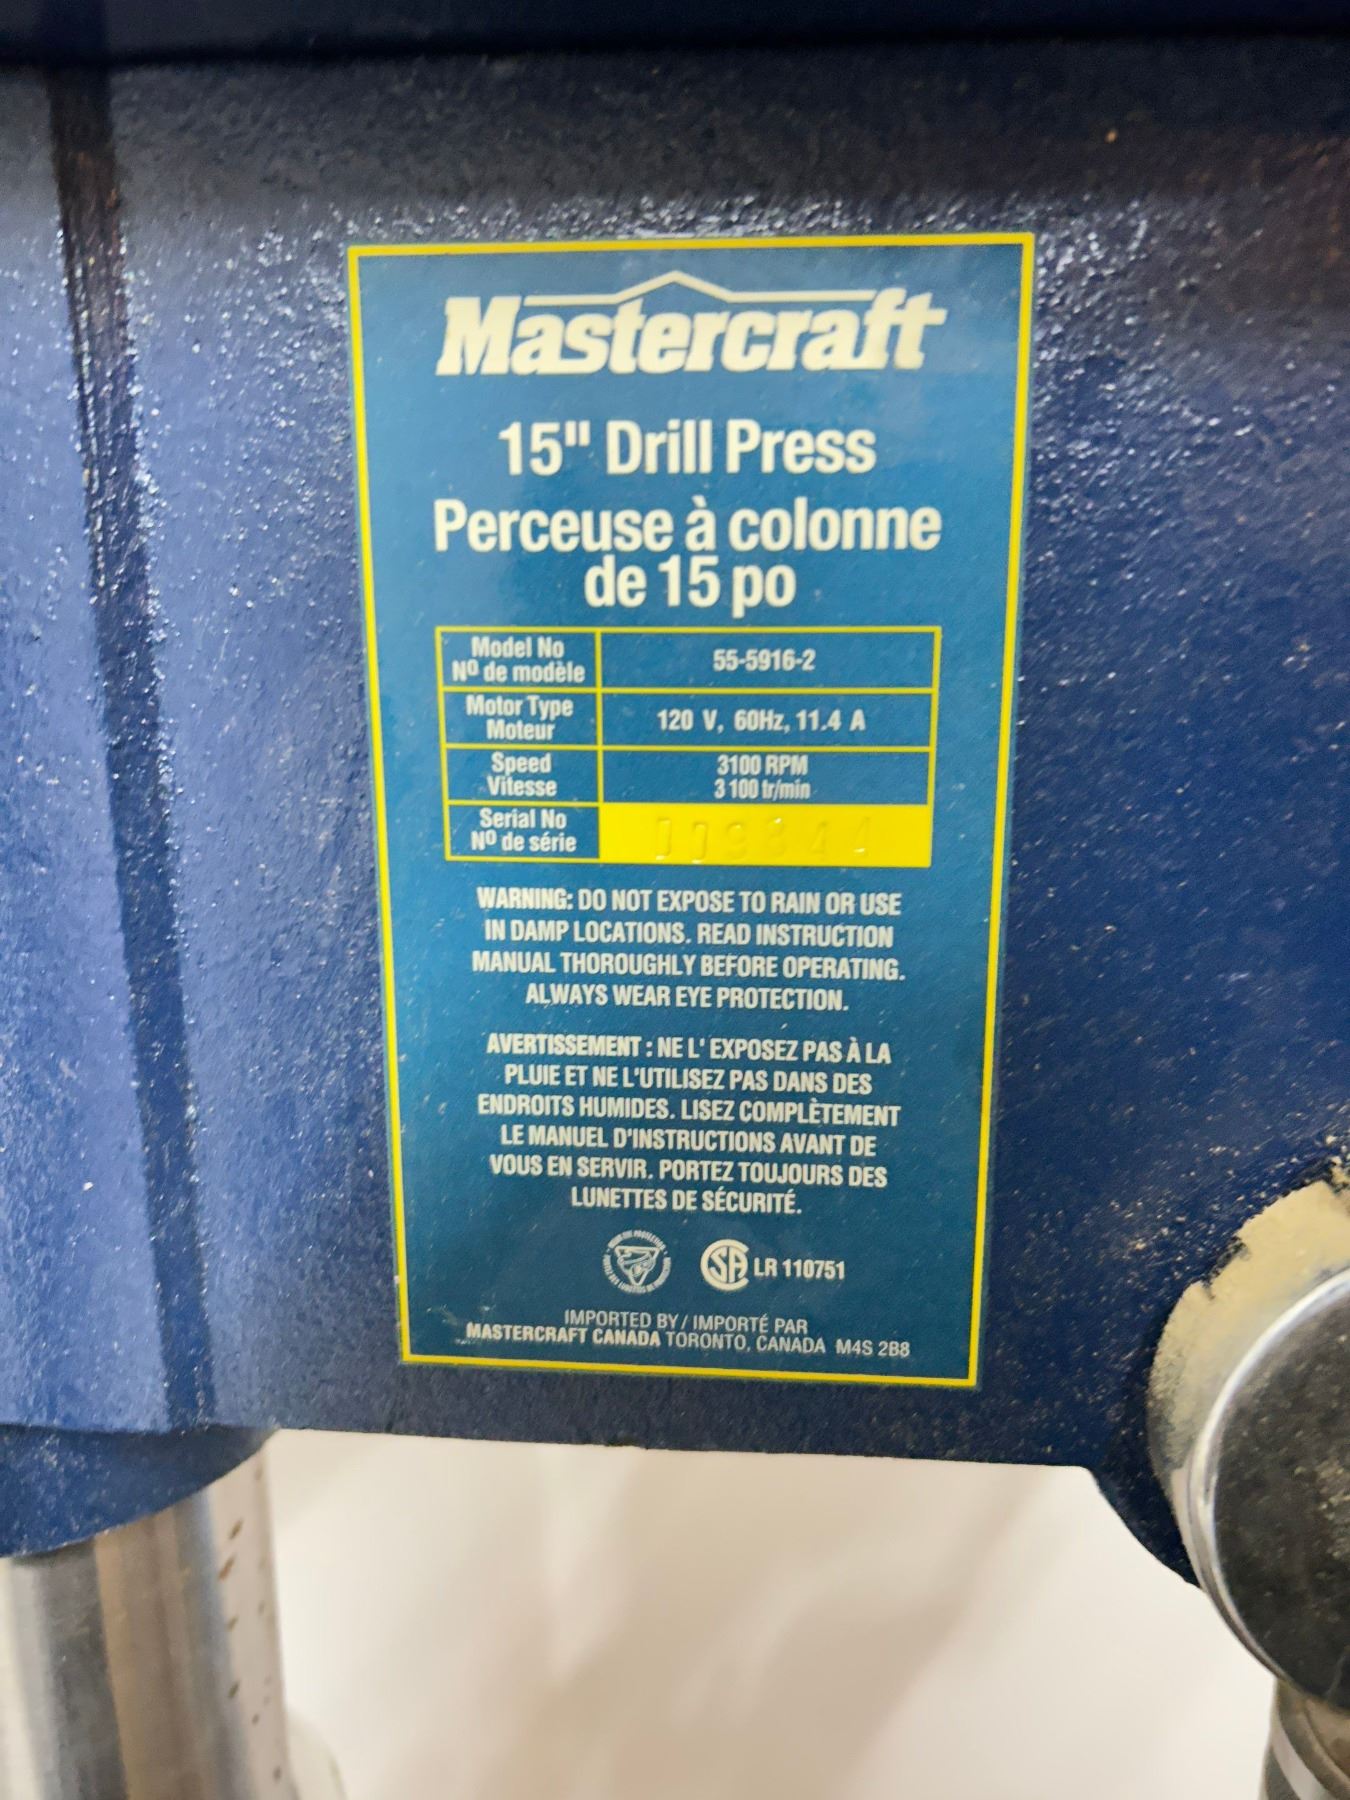 Mastercraft
15" Drill Press
Perceuse à colonne
de 15 po
Model No
Nº de modèle
55-5916-2
Motor Type
Moteur
120 V, 60Hz, 11.4 A
Speed
Vitesse
3100 RPM
3 100 tr/min
Serial No
Nº de série
WARNING: DO NOT EXPOSE TO RAIN OR USE
IN DAMP LOCATIONS. READ INSTRUCTION
MANUAL THOROUGHLY BEFORE OPERATING.
ALWAYS WEAR EYE PROTECTION.
AVERTISSEMENT : NE L' EXPOSEZ PAS À LA
PLUIE ET NE L'UTILISEZ PAS DANS DES
ENDROITS HUMIDES. LISEZ COMPLÈTEMENT
LE MANUEL D'INSTRUCTIONS AVANT DE
VOUS EN SERVIR. PORTEZ TOUJOURS DES
LUNETTES DE SÉCURITÉ.
SA LR 110751
IMPORTED BY / IMPORTÉ PAR
MASTERCRAFT CANADA TORONTO, CANADA M4S 2B8